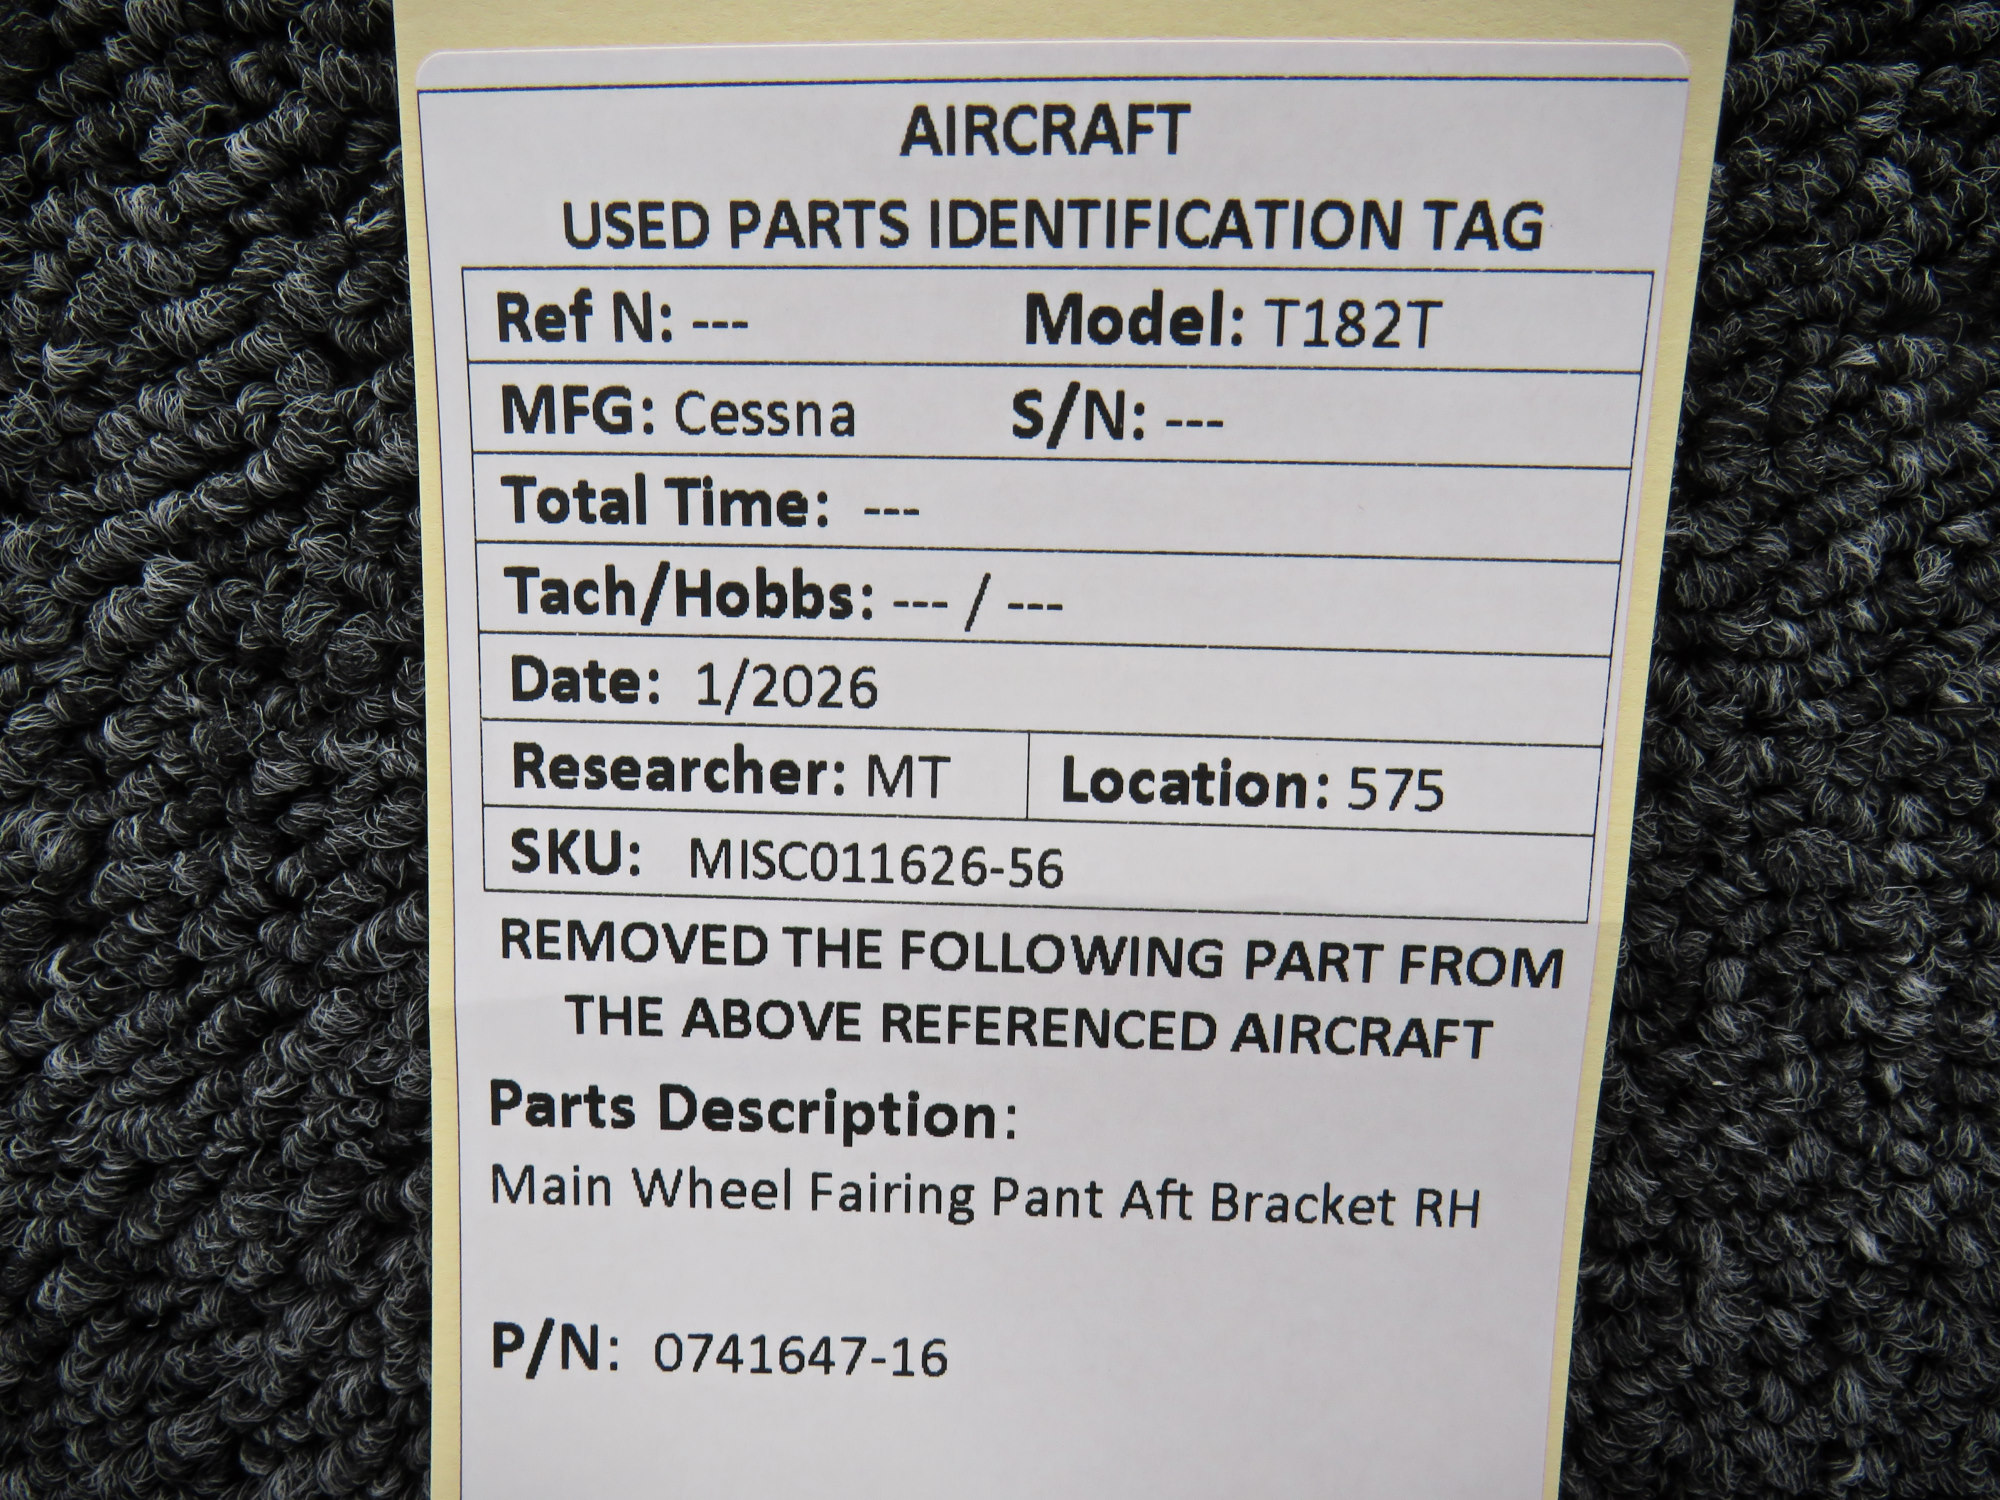 AIRCRAFT
USED PARTS IDENTIFICATION TAG
Ref N: --- Model: T182T
MFG: Cessna S/N: ---
Total Time: ---
Tach/Hobbs: --- / ---
Date: 1/2026
Researcher: MT Location: 575
SKU: MISC011626-56
REMOVED THE FOLLOWING PART FROM
THE ABOVE REFERENCED AIRCRAFT
Parts Description:
Main Wheel Fairing Pant Aft Bracket RH
P/N: 0741647-16